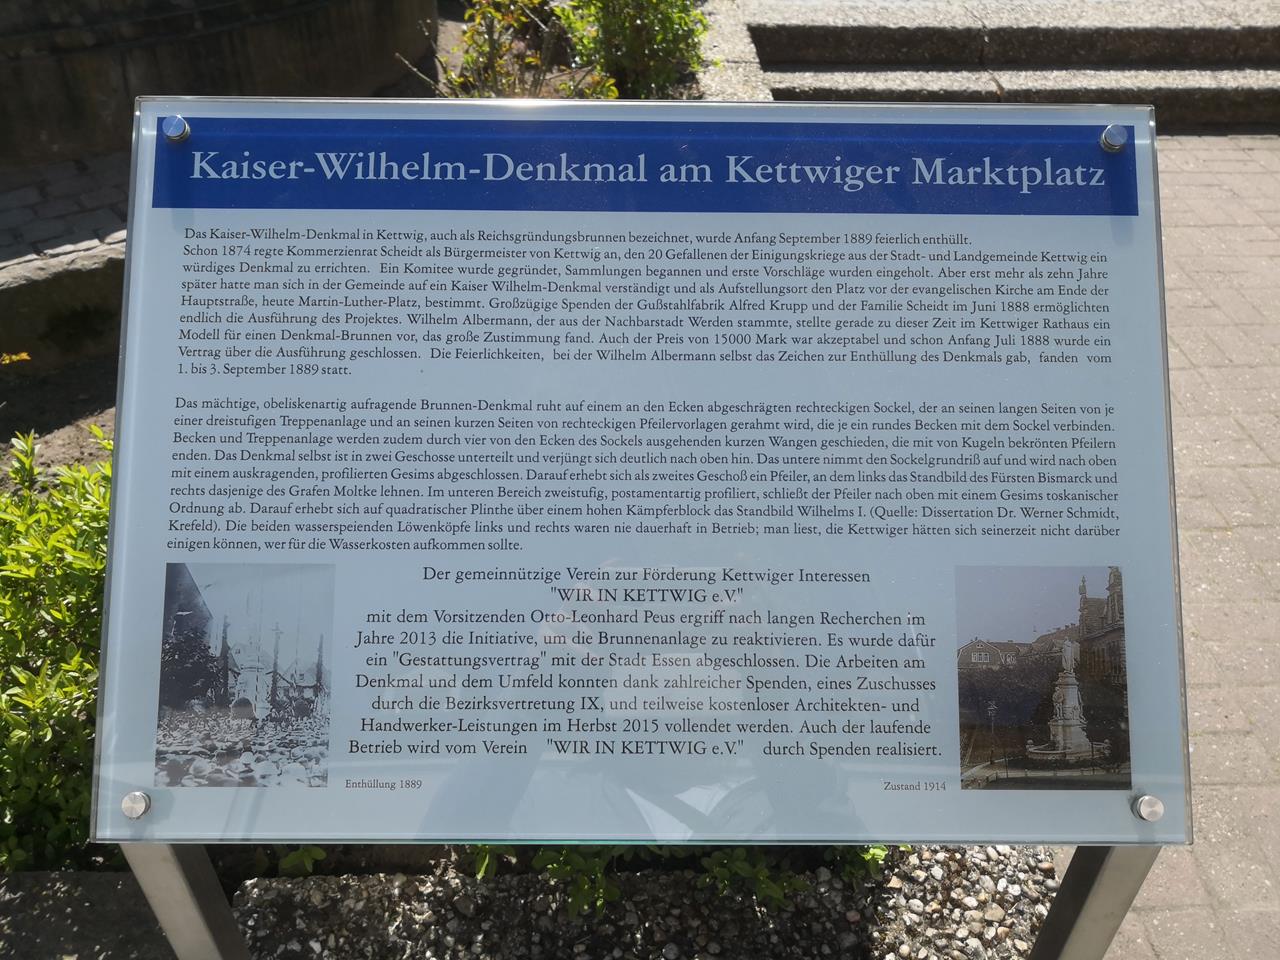 Kaiser-Wilhelm-Denkmal am Kettwiger Marktplatz
Das Kaiser-Wilhelm-Denkmal in Kettwig, auch als Reichsgründungsbrunnen bezeichnet, wurde Anfang September 1889 feierlich enthüllt.
Schon 1874 regte Kommerzienrat Scheidt als Bürgermeister von Kettwig an, den 20 Gefallenen der Einigungskriege aus der Stadt- und Landgemeinde Kettwig ein
würdiges Denkmal zu errichten. Ein Komitee wurde gegründet, Sammlungen begannen und erste Vorschläge wurden eingeholt. Aber erst mehr als zehn Jahre
später hatte man sich in der Gemeinde auf ein Kaiser Wilhelm-Denkmal verständigt und als Aufstellungsort den Platz vor der evangelischen Kirche am Ende der
Hauptstraße, heute Martin-Luther-Platz, bestimmt. Großzügige Spenden der Gußstahlfabrik Alfred Krupp und der Familie Scheidt im Juni 1888 ermöglichten
endlich die Ausführung des Projektes. Wilhelm Albermann, der aus der Nachbarstadt Werden stammte, stellte gerade zu dieser Zeit im Kettwiger Rathaus ein
Modell für einen Denkmal-Brunnen vor, das große Zustimmung fand. Auch der Preis von 15000 Mark war akzeptabel und schon Anfang Juli 1888 wurde ein
Vertrag über die Ausführung geschlossen. Die Feierlichkeiten, bei der Wilhelm Albermann selbst das Zeichen zur Enthüllung des Denkmals gab, fanden vom
1. bis 3. September 1889 statt.
Das mächtige, obeliskenartig aufragende Brunnen-Denkmal ruht auf einem an den Ecken abgeschrägten rechteckigen Sockel, der an seinen langen Seiten von je
einer dreistufigen Treppenanlage und an seinen kurzen Seiten von rechteckigen Pfeilervorlagen gerahmt wird, die je ein rundes Becken mit dem Sockel verbinden.
Becken und Treppenanlage werden zudem durch vier von den Ecken des Sockels ausgehenden kurzen Wangen geschieden, die mit von Kugeln bekrönten Pfeilern
enden. Das Denkmal selbst ist in zwei Geschosse unterteilt und verjüngt sich deutlich nach oben hin. Das untere nimmt den Sockelgrundriß auf und wird nach oben
mit einem auskragenden, profilierten Gesims abgeschlossen. Darauf erhebt sich als zweites Geschoß ein Pfeiler, an dem links das Standbild des Fürsten Bismarck und
rechts dasjenige des Grafen Moltke lehnen. Im unteren Bereich zweistufig, postamentartig profiliert, schließt der Pfeiler nach oben mit einem Gesims toskanischer
Ordnung ab. Darauf erhebt sich auf quadratischer Plinthe über einem hohen Kämpferblock das Standbild Wilhelms I. (Quelle: Dissertation Dr. Werner Schmidt,
Krefeld). Die beiden wasserspeienden Löwenköpfe links und rechts waren nie dauerhaft in Betrieb; man liest, die Kettwiger hätten sich seinerzeit nicht darüber
einigen können, wer für die Wasserkosten aufkommen sollte.
Der gemeinnützige Verein zur Förderung Kettwiger Interessen
"WIR IN KETTWIG e.V."
mit dem Vorsitzenden Otto-Leonhard Peus ergriff nach langen Recherchen im
Jahre 2013 die Initiative, um die Brunnenanlage zu reaktivieren. Es wurde dafür
ein "Gestattungsvertrag" mit der Stadt Essen abgeschlossen. Die Arbeiten am
Denkmal und dem Umfeld konnten dank zahlreicher Spenden, eines Zuschusses
durch die Bezirksvertretung IX, und teilweise kostenloser Architekten- und
Handwerker-Leistungen im Herbst 2015 vollendet werden. Auch der laufende
Betrieb wird vom Verein "WIR IN KETTWIG e.V." durch Spenden realisiert.
Enthüllung 1889
Zustand 1914